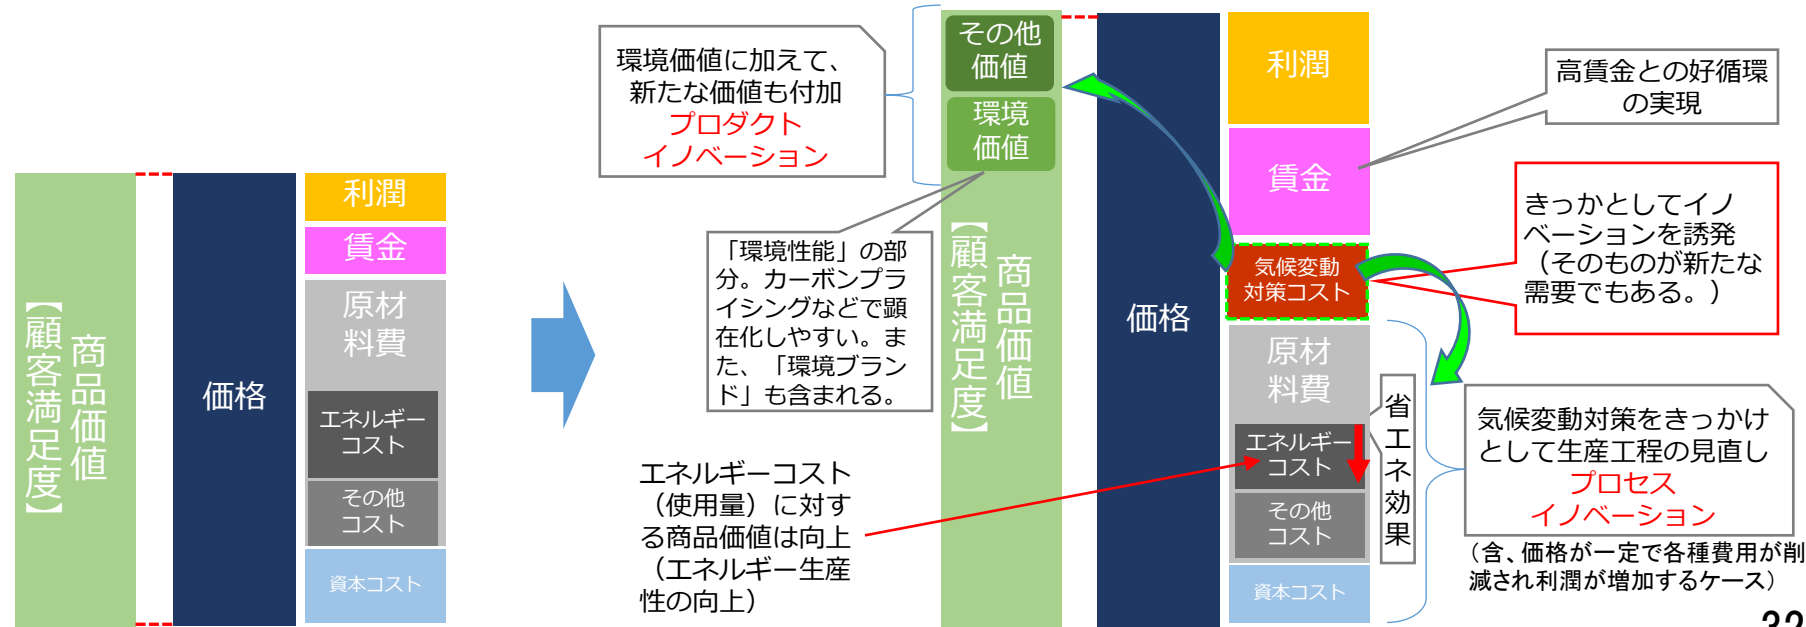 商品価値
【顧客満足度】
価格
利潤
賃金
原材
料費
エネルギー
コスト
その他
コスト
資本コスト
環境価値に加えて、
新たな価値も付加
プロダクト
イノベーション
「環境性能」の部
分。カーボンプラ
イシングなどで顕
在化しやすい。ま
た、「環境ブラン
ド」も含まれる。
エネルギーコスト
（使用量）に対す
る商品価値は向上
（エネルギー生産
性の向上）
その他
価値
環境
価値
商品価値
【顧客満足度】
価格
利潤
賃金
気候変動
対策コスト
原材
料費
エネルギー
コスト
その他
コスト
資本コスト
省エネ効果
高賃金との好循環
の実現
きっかとしてイノ
ベーションを誘発
（そのものが新たな
需要でもある。）
気候変動対策をきっかけ
として生産工程の見直し
プロセス
イノベーション
（含、価格が一定で各種費用が削
減され利潤が増加するケース）
32